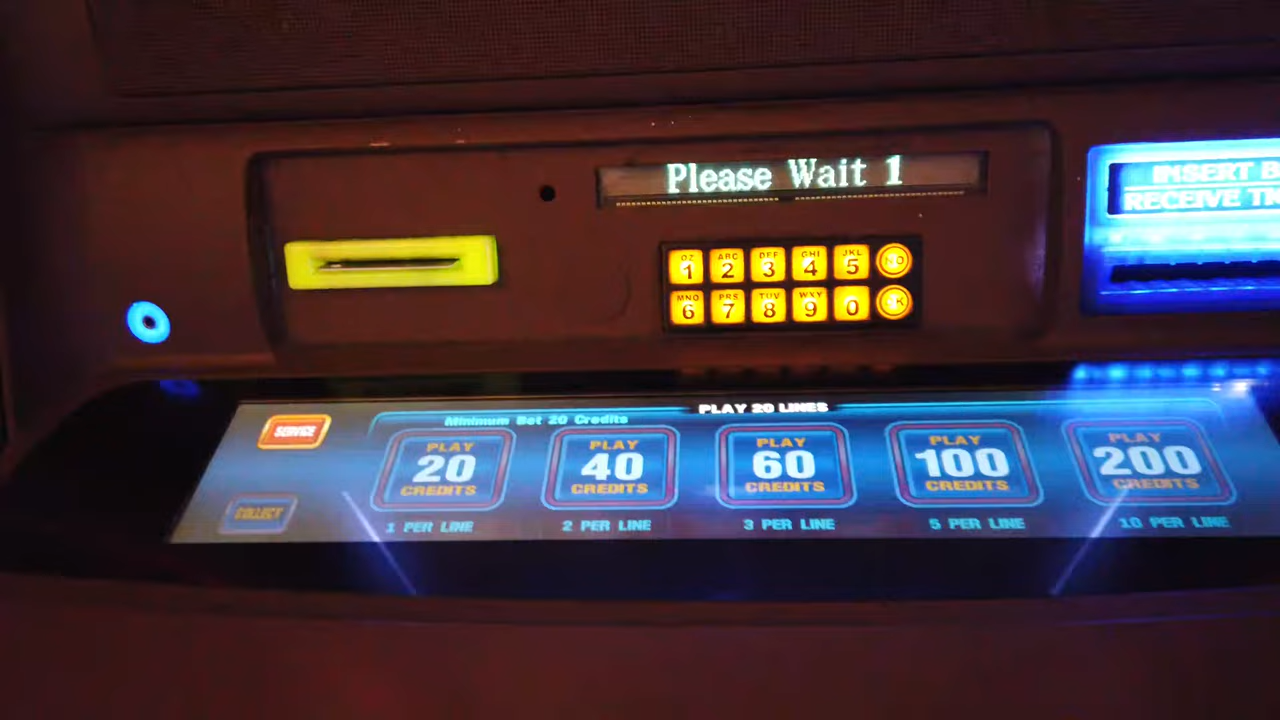 Please Wait 1
INSERT B
RECEIVE TI
OZ ABC DEF GHI JKL
1 2 3 4 5 NO
MNO PRS TUV WXY
6 7 8 9 0 OK
PLAY 20 LINES
Minimum Bet 20 Credits
SERVICE
PLAY PLAY PLAY PLAY PLAY
20 40 60 100 200
CREDITS CREDITS CREDITS CREDITS CREDITS
COLLECT
1 PER LINE 2 PER LINE 3 PER LINE 5 PER LINE 10 PER LINE